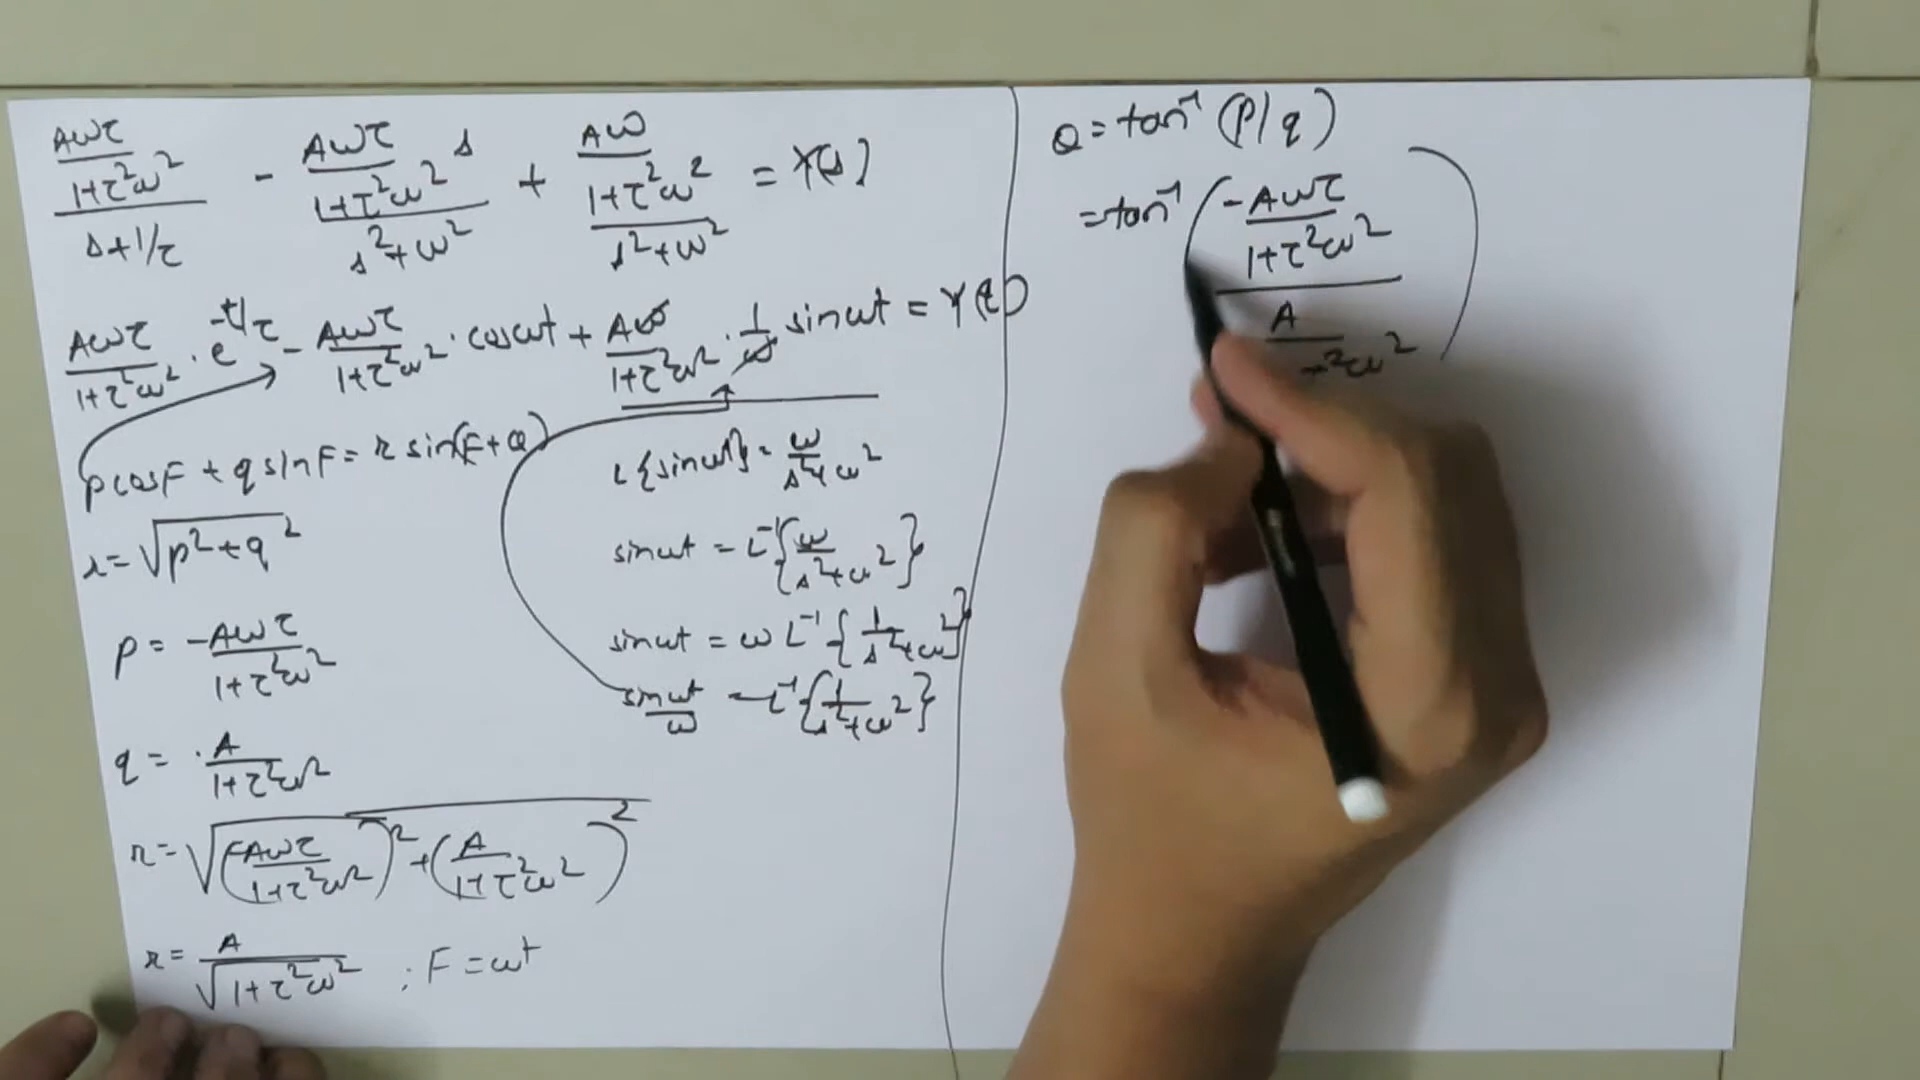 Aωτ/(1+τ²ω²) / (s+1/τ) - (Aωτ/(1+τ²ω²)) s / (s²+ω²) + Aω/(1+τ²ω²) / (s²+ω²) = Y(s)
Aωτ/(1+τ²ω²) · e^(-t/τ) - Aωτ/(1+τ²ω²) · cosωt + Aω/(1+τ²ω²) · 1/ω sinωt = Y(t)
pcosF + qsinF = r sin(F+Q)
r = √(p²+q²)
p = -Aωτ/(1+τ²ω²)
q = A/(1+τ²ω²)
r = √((-Aωτ/(1+τ²ω²))² + (A/(1+τ²ω²))²)
r = A/√(1+τ²ω²) ; F = ωt
L{sinωt} = ω/(s²+ω²)
sinωt = L⁻¹{ω/(s²+ω²)}
sinωt = ω L⁻¹{1/(s²+ω²)}
sinωt/ω = L⁻¹{1/(s²+ω²)}
Q = tan⁻¹ (p/q)
= tan⁻¹ (-Aωτ/(1+τ²ω²) / A/ τ²ω²)